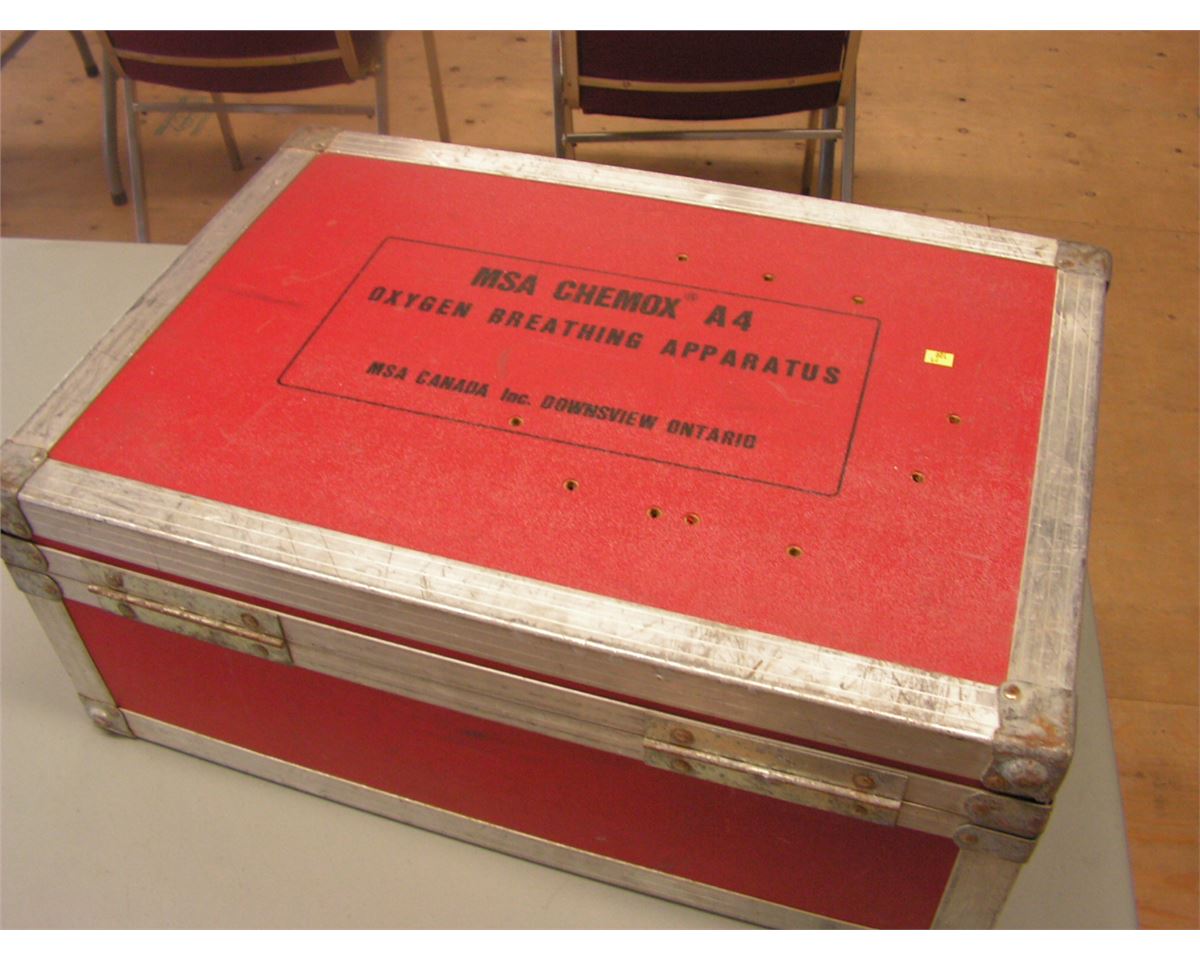 MSA CHEMOX® A4
OXYGEN BREATHING APPARATUS
MSA CANADA Inc. DOWNSVIEW ONTARIO